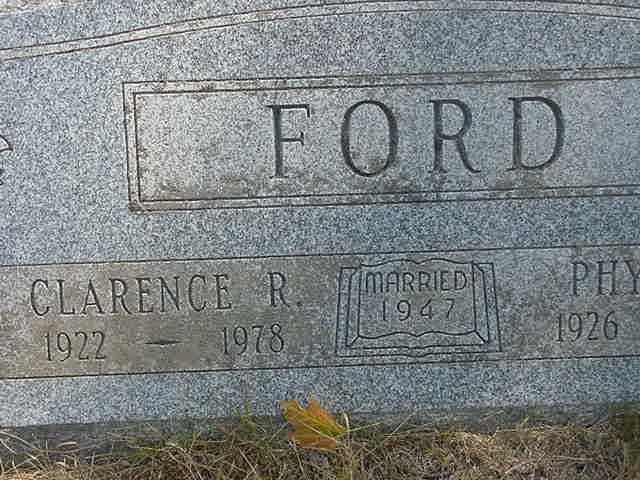 FORD
CLARENCE R.
1922 — 1978
MARRIED
1947
PHY
1926